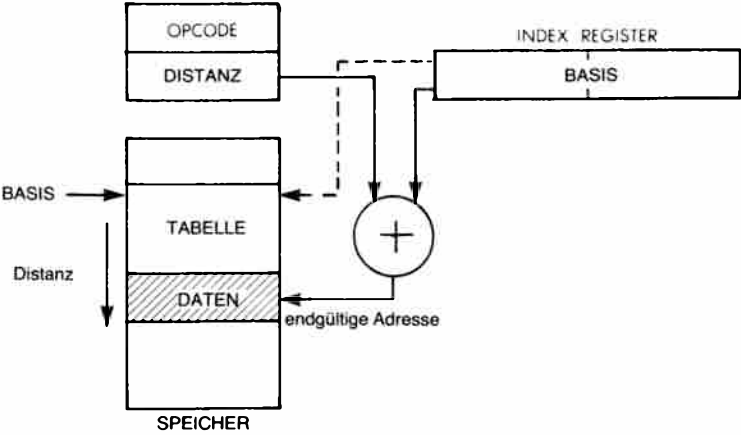 OPCODE
INDEX REGISTER
DISTANZ
BASIS
BASIS
TABELLE
Distanz
DATEN
endgültige Adresse
SPEICHER